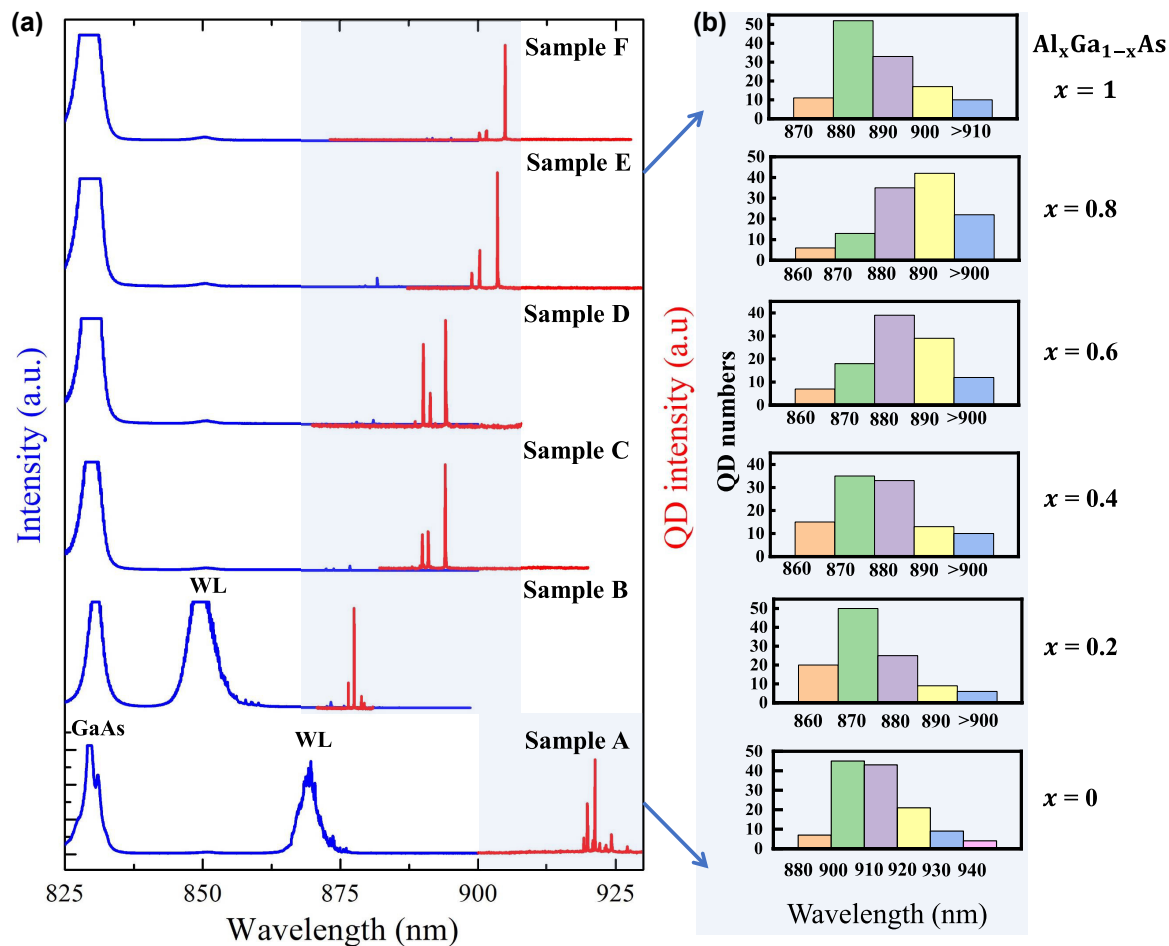 (a)
Sample F
Sample E
Sample D
Sample C
WL
Sample B
GaAs
WL
Sample A
Intensity (a.u.)
825 850 875 900 925
Wavelength (nm)
QD intensity (a.u)
(b)
AlₓGa₁₋ₓAs
50
40
30
20
10
870 880 890 900 >910
x = 1
50
40
30
20
10
0
860 870 880 890 >900
x = 0.8
40
30
20
10
0
860 870 880 890 >900
x = 0.6
QD numbers
40
30
20
10
0
860 870 880 890 >900
x = 0.4
50
40
30
20
10
0
860 870 880 890 >900
x = 0.2
50
40
30
20
10
0
880 900 910 920 930 940
x = 0
Wavelength (nm)